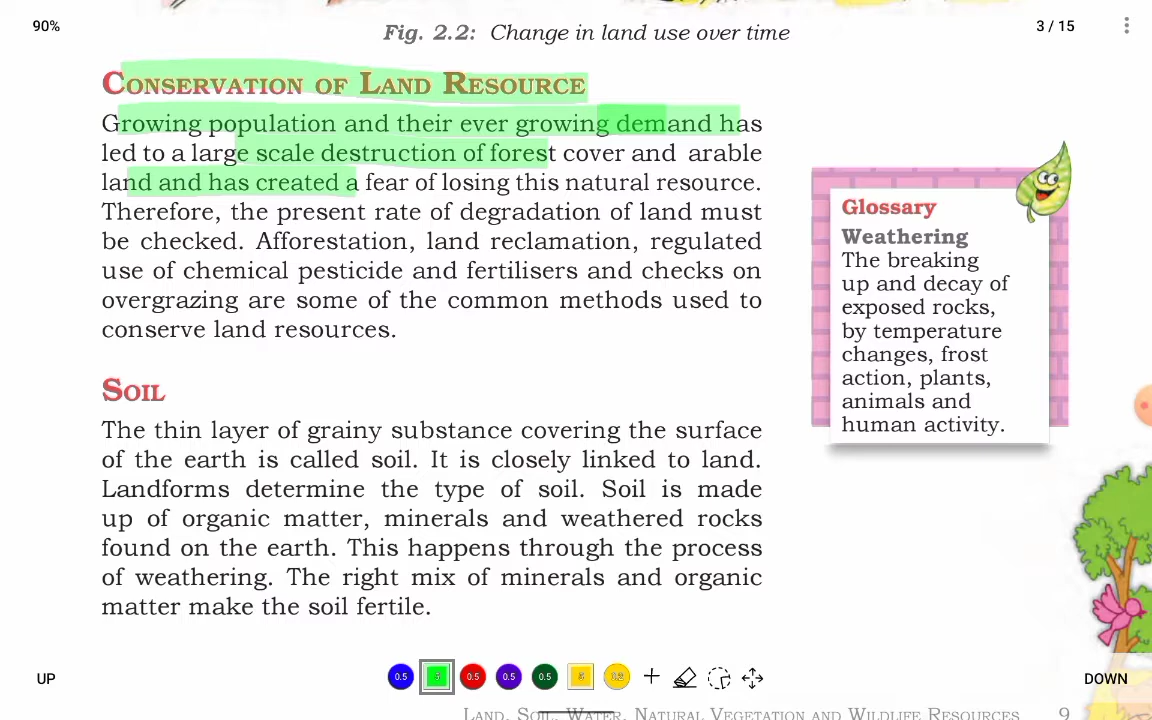 90%
Fig. 2.2: Change in land use over time
3 / 15
Conservation of Land Resource
Growing population and their ever growing demand has
led to a large scale destruction of forest cover and arable
land and has created a fear of losing this natural resource.
Therefore, the present rate of degradation of land must
be checked. Afforestation, land reclamation, regulated
use of chemical pesticide and fertilisers and checks on
overgrazing are some of the common methods used to
conserve land resources.
Soil
The thin layer of grainy substance covering the surface
of the earth is called soil. It is closely linked to land.
Landforms determine the type of soil. Soil is made
up of organic matter, minerals and weathered rocks
found on the earth. This happens through the process
of weathering. The right mix of minerals and organic
matter make the soil fertile.
Glossary
Weathering
The breaking
up and decay of
exposed rocks,
by temperature
changes, frost
action, plants,
animals and
human activity.
UP
0.5
5
0.5
0.5
0.5
DOWN
Land, Soil, Water, Natural Vegetation and Wildlife Resources 9